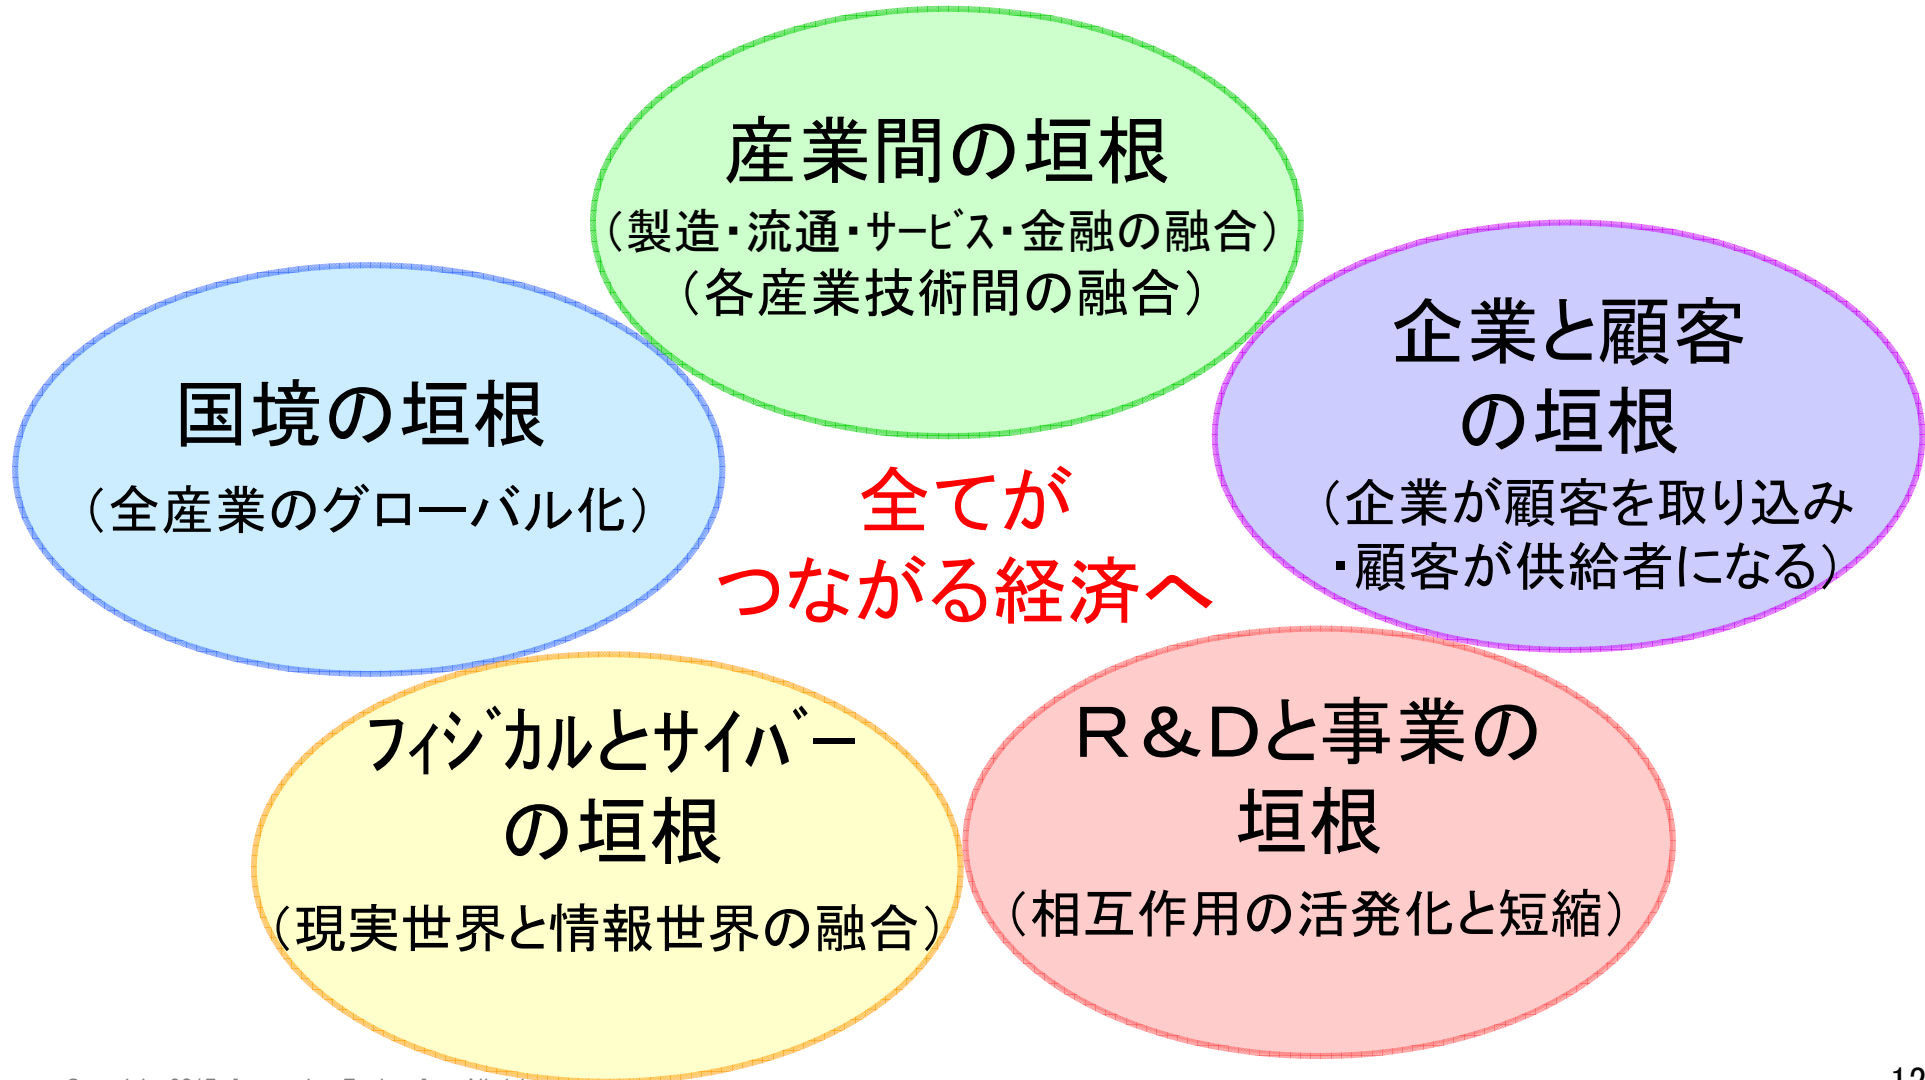 産業間の垣根
（製造・流通・ｻｰﾋﾞｽ・金融の融合）
（各産業技術間の融合）
国境の垣根
（全産業のグローバル化）
企業と顧客
の垣根
（企業が顧客を取り込み
・顧客が供給者になる）
全てが
つながる経済へ
ﾌｨｼﾞｶﾙとｻｲﾊﾞｰ
の垣根
（現実世界と情報世界の融合）
Ｒ＆Ｄと事業の
垣根
（相互作用の活発化と短縮）
12